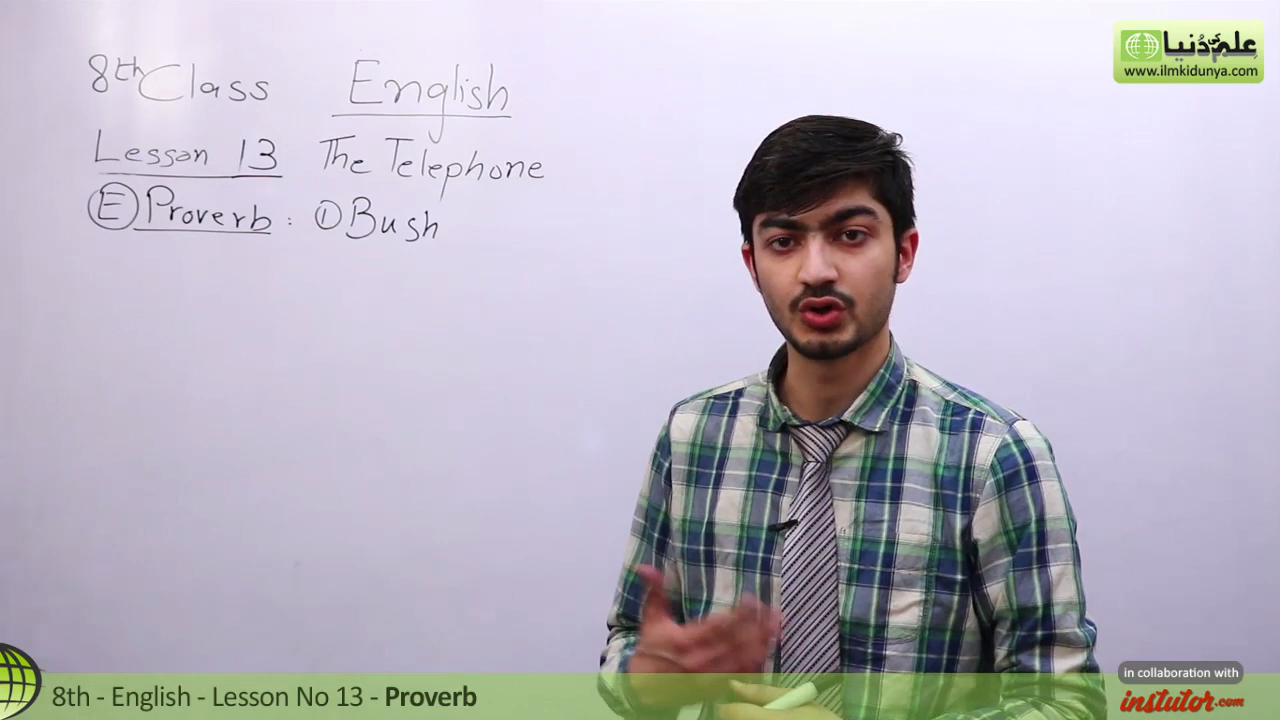 8th Class English
Lesson 13 The Telephone
(E) Proverb : ① Bush
علم کی دنیا
www.ilmkidunya.com
8th - English - Lesson No 13 - Proverb
in collaboration with
instutor.com